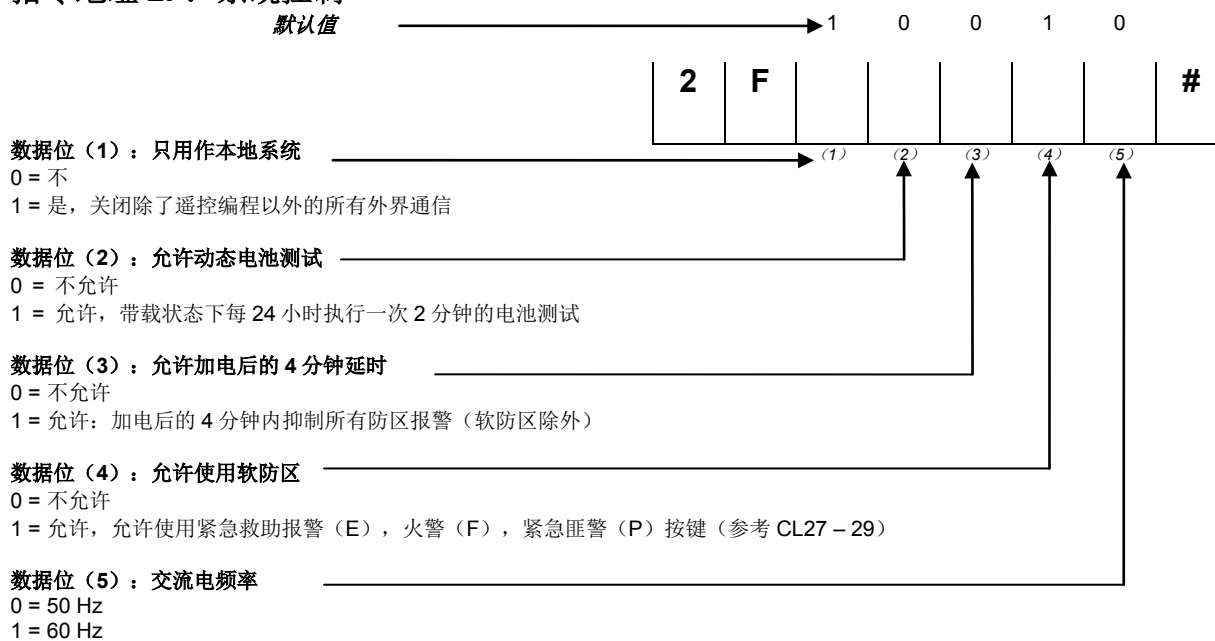 默认值 1 0 0 1 0
2 F #
数据位（1）：只用作本地系统
(1) (2) (3) (4) (5)
0 = 不
1 = 是，关闭除了遥控编程以外的所有外界通信
数据位（2）：允许动态电池测试
0 = 不允许
1 = 允许，带载状态下每 24 小时执行一次 2 分钟的电池测试
数据位（3）：允许加电后的 4 分钟延时
0 = 不允许
1 = 允许：加电后的 4 分钟内抑制所有防区报警（软防区除外）
数据位（4）：允许使用软防区
0 = 不允许
1 = 允许，允许使用紧急救助报警（E），火警（F），紧急匪警（P）按键（参考 CL27 – 29）
数据位（5）：交流电频率
0 = 50 Hz
1 = 60 Hz